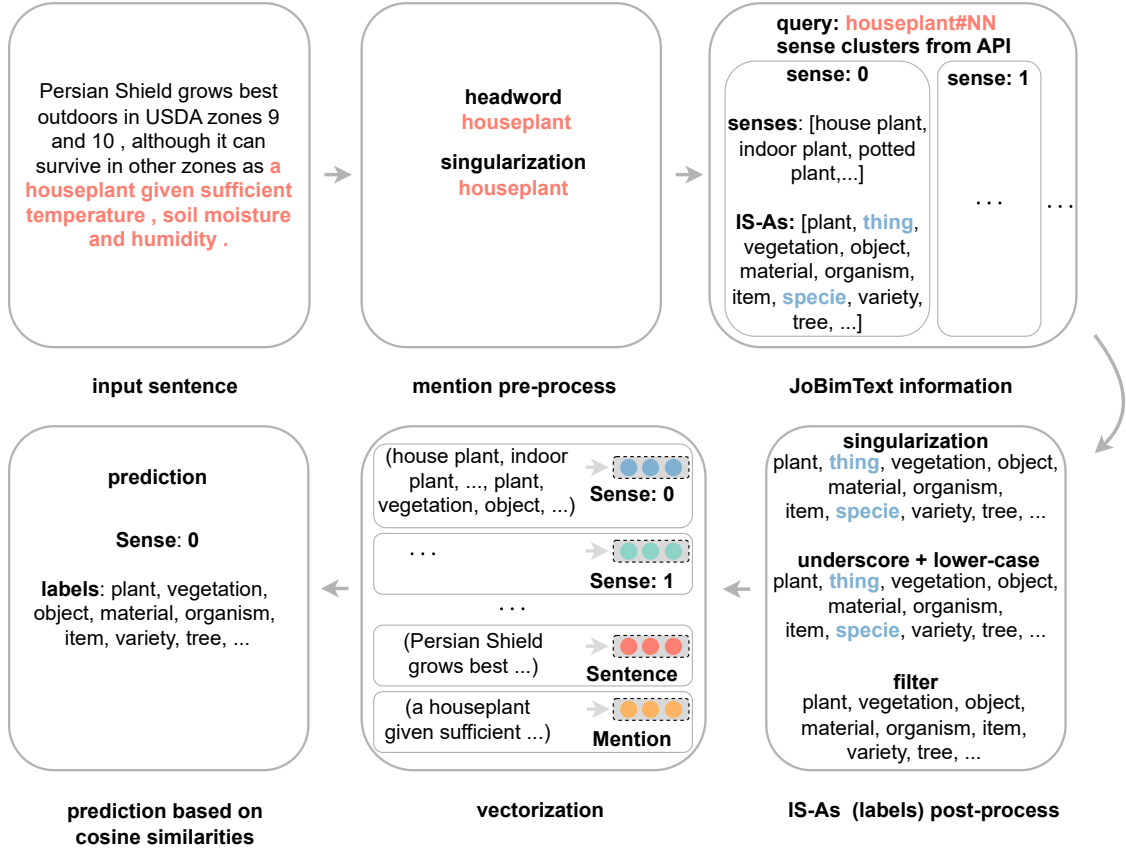 Persian Shield grows best
outdoors in USDA zones 9
and 10 , although it can
survive in other zones as a
houseplant given sufficient
temperature , soil moisture
and humidity .
input sentence
headword
houseplant
singularization
houseplant
mention pre-process
query: houseplant#NN
sense clusters from API
sense: 0
senses: [house plant,
indoor plant, potted
plant,...]
IS-As: [plant, thing,
vegetation, object,
material, organism,
item, specie, variety,
tree, ...]
sense: 1
...
...
JoBimText information
singularization
plant, thing, vegetation, object,
material, organism,
item, specie, variety, tree, ...
underscore + lower-case
plant, thing, vegetation, object,
material, organism,
item, specie, variety, tree, ...
filter
plant, vegetation, object,
material, organism, item,
variety, tree, ...
IS-As (labels) post-process
(house plant, indoor
plant, ..., plant,
vegetation, object, ...)
Sense: 0
...
Sense: 1
...
(Persian Shield
grows best ...)
Sentence
(a houseplant
given sufficient ...)
Mention
vectorization
prediction
Sense: 0
labels: plant, vegetation,
object, material, organism,
item, variety, tree, ...
prediction based on
cosine similarities